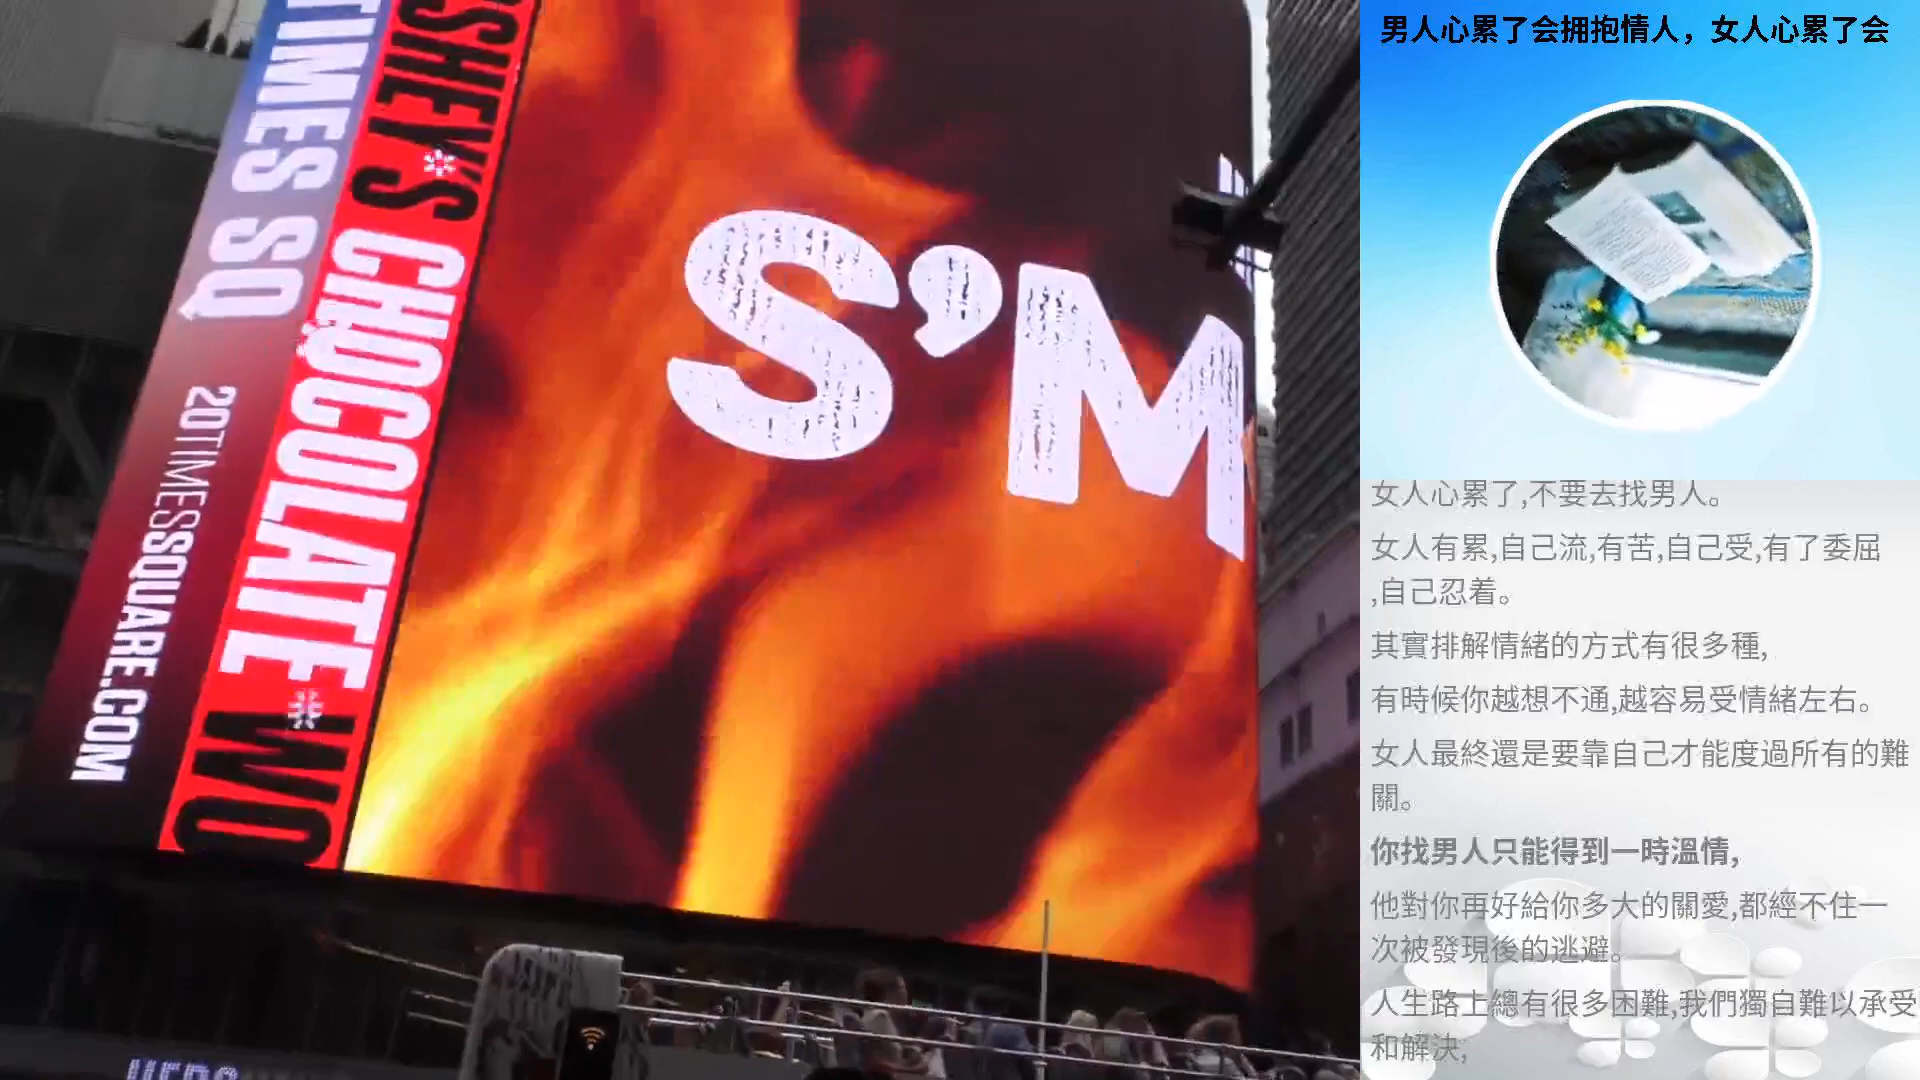 TIMES SQ
20TIMESSQUARE.COM
SHEY'S CHOCOLATE WO
S'M
男人心累了会拥抱情人，女人心累了会
女人心累了,不要去找男人。
女人有累,自己流,有苦,自己受,有了委屈
,自己忍着。
其實排解情緒的方式有很多種,
有時候你越想不通,越容易受情緒左右。
女人最終還是要靠自己才能度過所有的難
關。
你找男人只能得到一時溫情,
他對你再好給你多大的關愛,都經不住一
次被發現後的逃避。
人生路上總有很多困難,我們獨自難以承受
和解決,